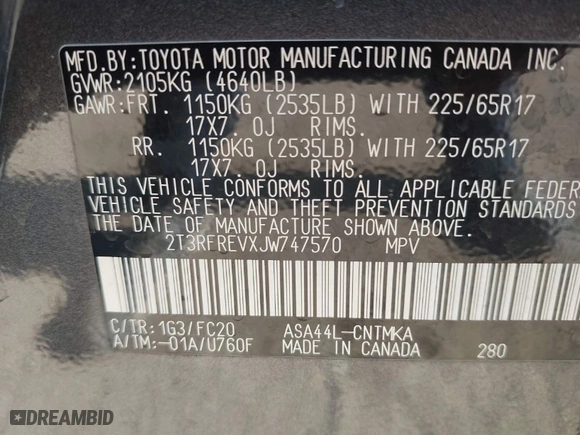 MFD.BY:TOYOTA MOTOR MANUFACTURING CANADA INC.
GVWR:2105KG (4640LB)
GAWR:FRT. 1150KG (2535LB) WITH 225/65R17
17X7.0J RIMS.
RR. 1150KG (2535LB) WITH 225/65R17
17X7.0J RIMS.
THIS VEHICLE CONFORMS TO ALL APPLICABLE FEDER
VEHICLE SAFETY AND THEFT PREVENTION STANDARDS
THE DATE OF MANUFACTURE SHOWN ABOVE.
2T3RFREVXJW747570 MPV
C/TR:1G3/FC20 ASA44L-CNTMKA
A/TM:-01A/U760F MADE IN CANADA 280
DREAMBID